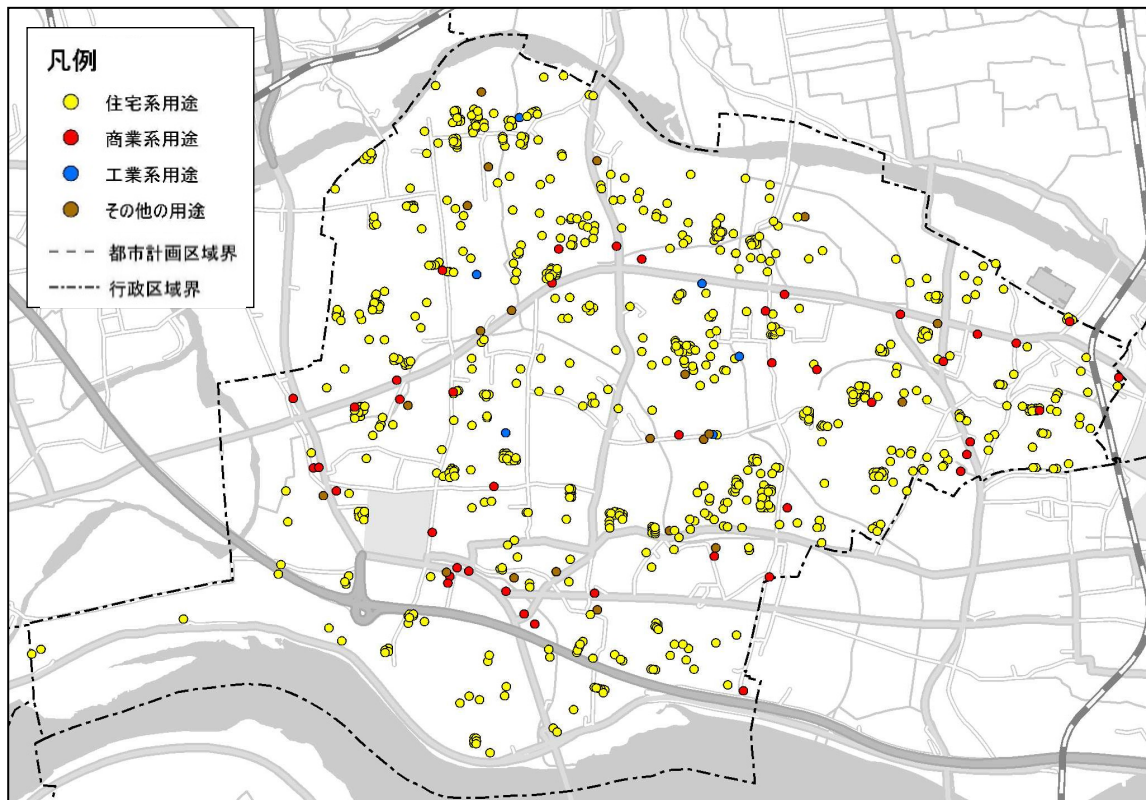 凡例
住宅系用途
商業系用途
工業系用途
その他の用途
都市計画区域界
行政区域界